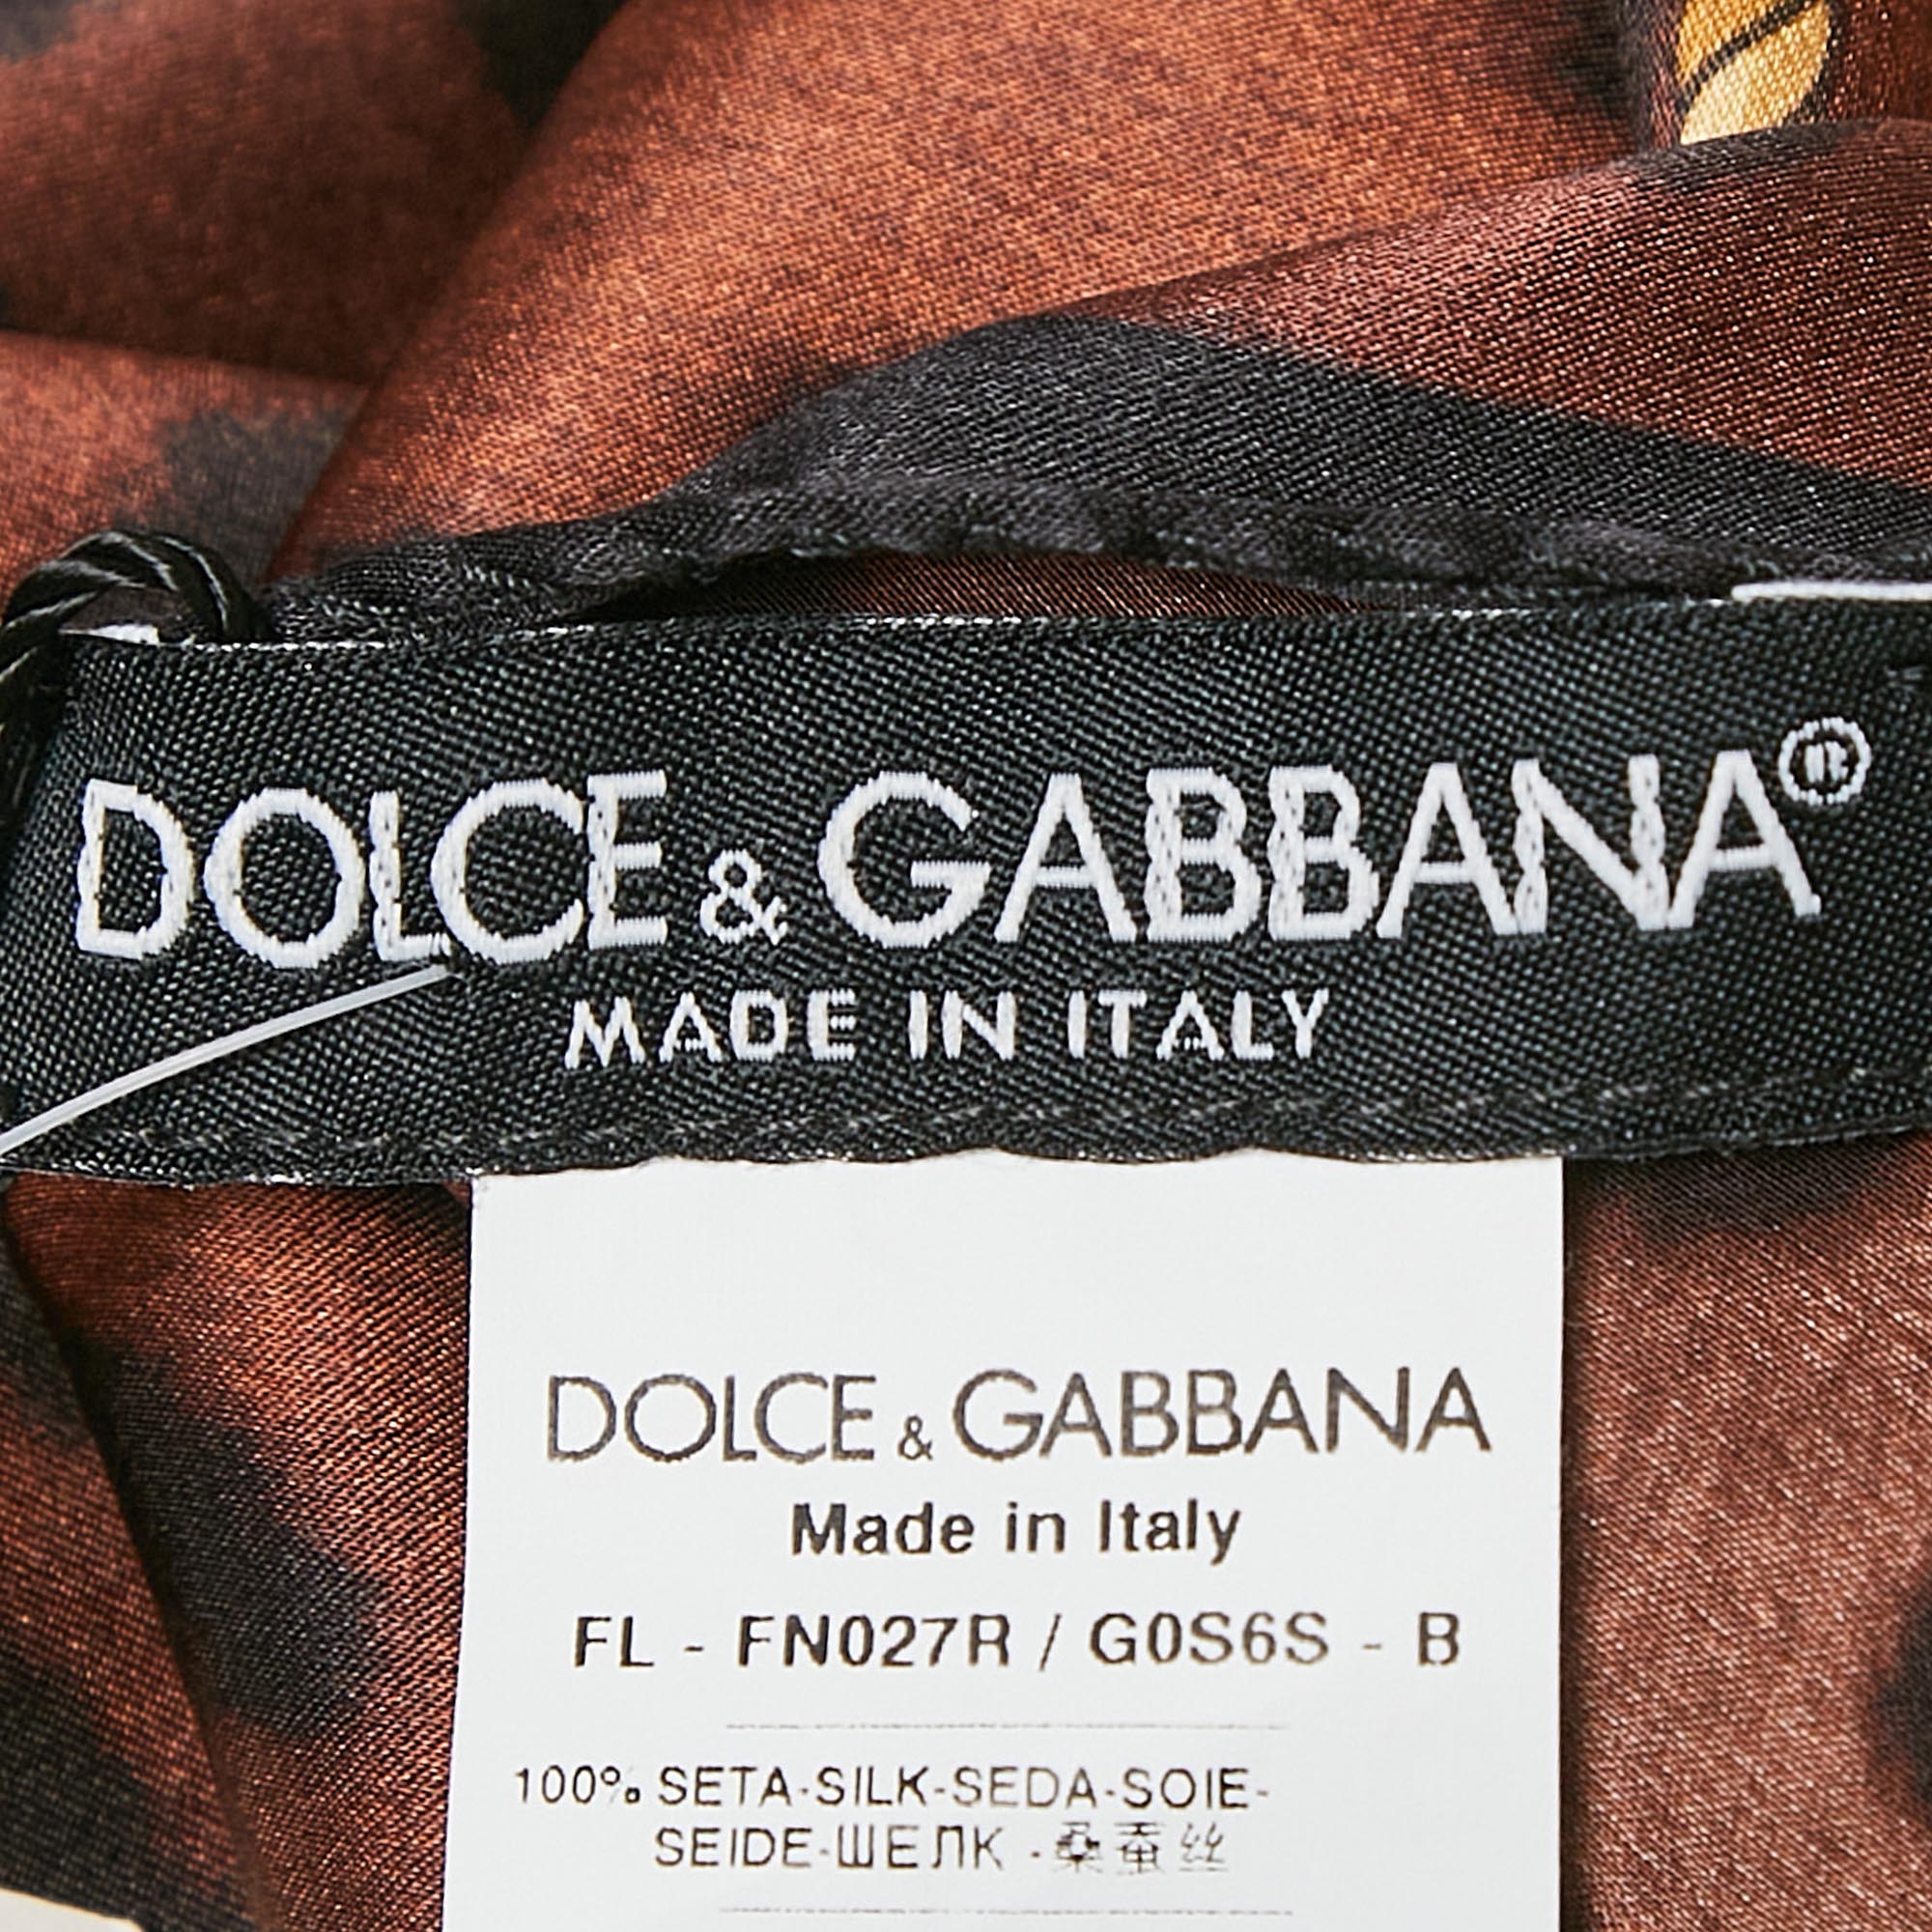 DOLCE & GABBANA®
MADE IN ITALY
DOLCE & GABBANA
Made in Italy
FL - FN027R / G0S6S - B
100% SETA-SILK-SEDA-SOIE-
SEIDE-ШЕЛК -桑蚕丝